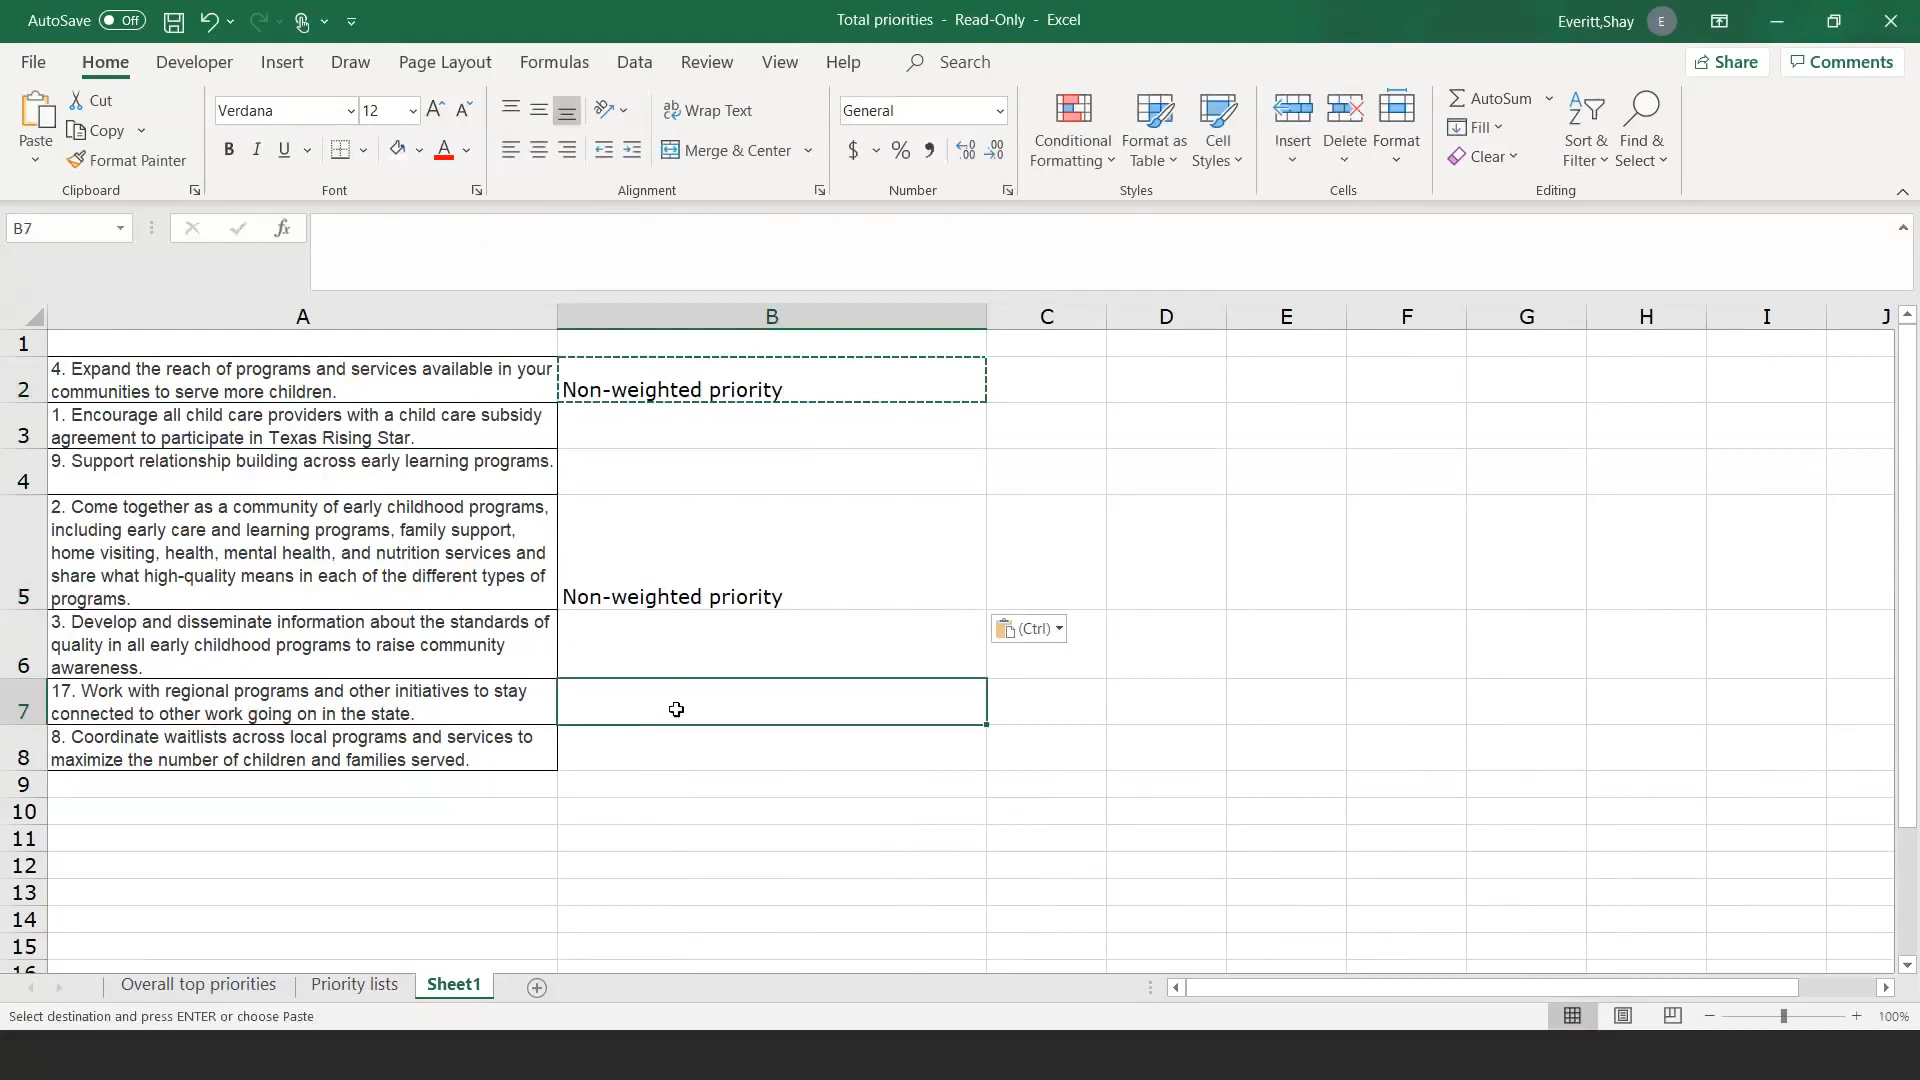 AutoSave Off
Total priorities - Read-Only - Excel
Everitt,Shay E
File Home Developer Insert Draw Page Layout Formulas Data Review View Help Search Share Comments
Paste
Cut
Copy
Format Painter
Clipboard
Verdana 12 A A
B I U A
Font
Wrap Text
Merge & Center
Alignment
General
$ % 9
Number
Conditional Formatting
Format as Table
Cell Styles
Styles
Insert Delete Format
Cells
AutoSum
Fill
Clear
Sort & Filter
Find & Select
Editing
B7 fx
A B C D E F G H I J
1
2 4. Expand the reach of programs and services available in your
communities to serve more children. Non-weighted priority
3 1. Encourage all child care providers with a child care subsidy
agreement to participate in Texas Rising Star.
4 9. Support relationship building across early learning programs.
5 2. Come together as a community of early childhood programs,
including early care and learning programs, family support,
home visiting, health, mental health, and nutrition services and
share what high-quality means in each of the different types of
programs. Non-weighted priority
6 3. Develop and disseminate information about the standards of
quality in all early childhood programs to raise community
awareness.
(Ctrl)
7 17. Work with regional programs and other initiatives to stay
connected to other work going on in the state.
8 8. Coordinate waitlists across local programs and services to
maximize the number of children and families served.
9
10
11
12
13
14
15
16
Overall top priorities Priority lists Sheet1
Select destination and press ENTER or choose Paste
100%